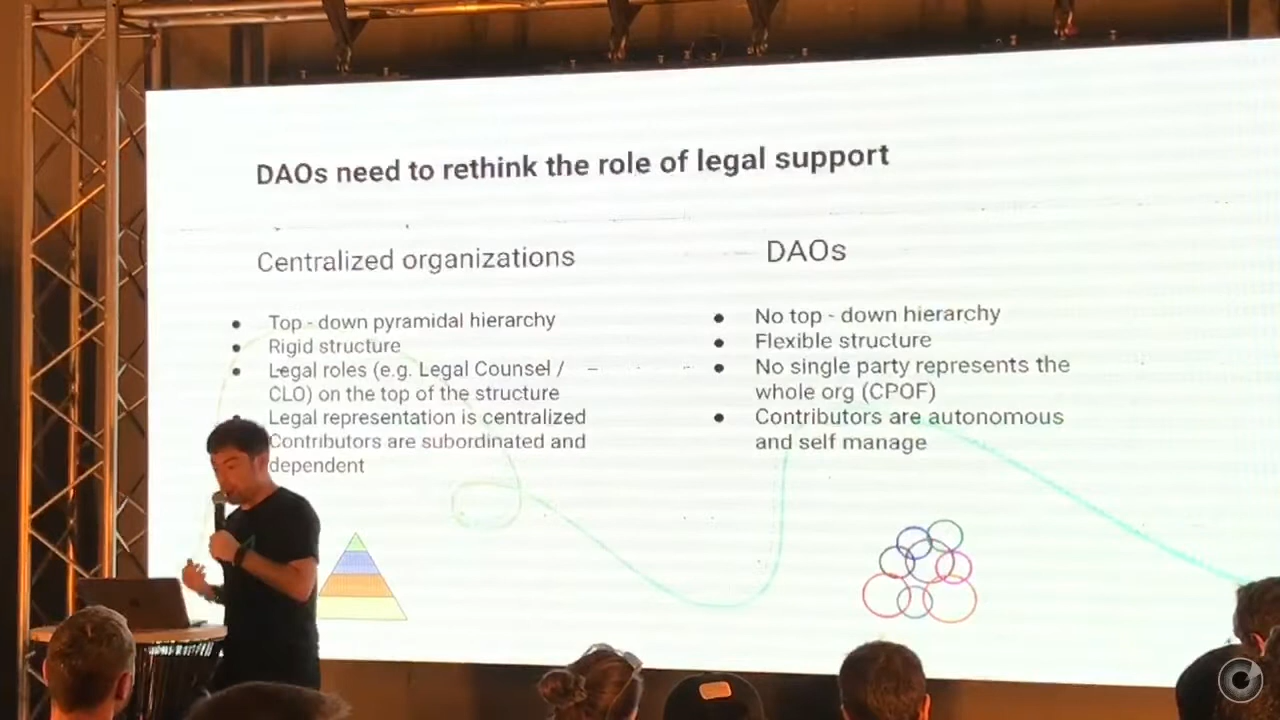 DAOs need to rethink the role of legal support
Centralized organizations
Top - down pyramidal hierarchy
Rigid structure
Legal roles (e.g. Legal Counsel /
CLO) on the top of the structure
Legal representation is centralized
Contributors are subordinated and
dependent
DAOs
No top - down hierarchy
Flexible structure
No single party represents the
whole org (CPOF)
Contributors are autonomous
and self manage